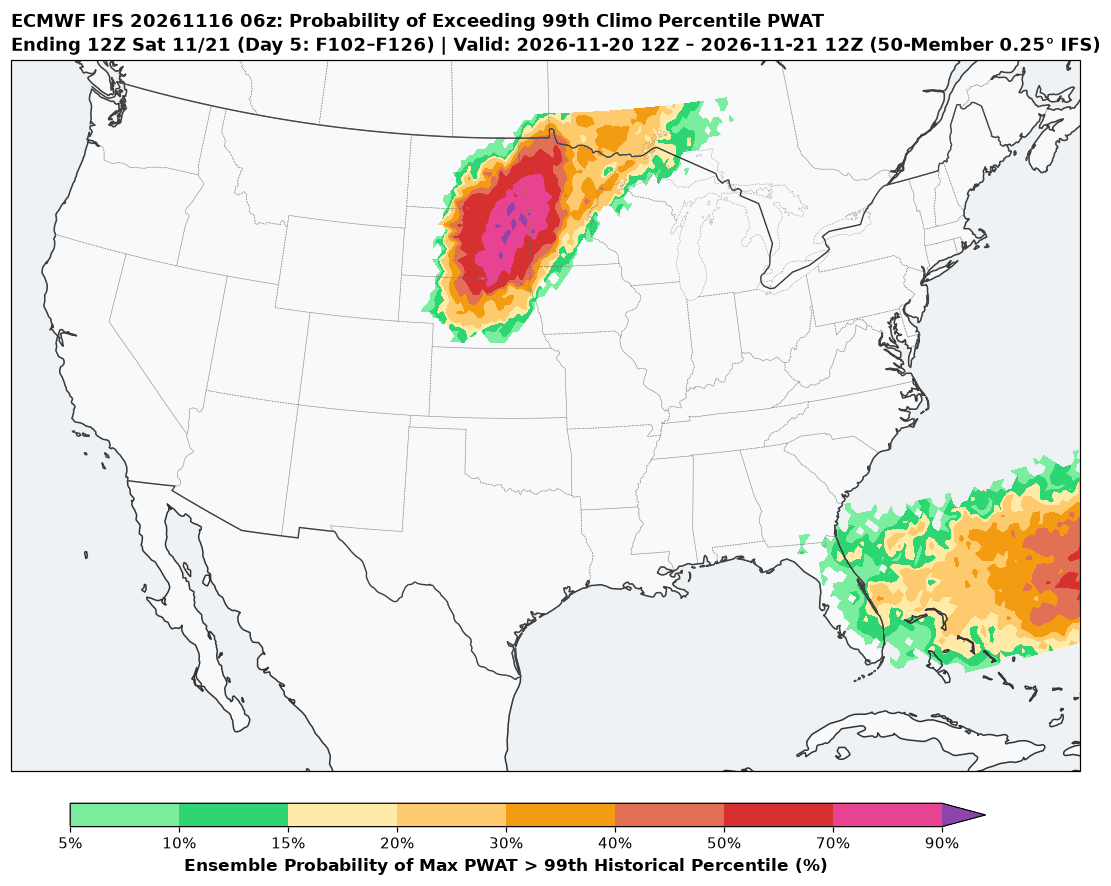 ECMWF IFS 20261116 06z: Probability of Exceeding 99th Climo Percentile PWAT
Ending 12Z Sat 11/21 (Day 5: F102–F126) | Valid: 2026-11-20 12Z – 2026-11-21 12Z (50-Member 0.25° IFS)
5% 10% 15% 20% 30% 40% 50% 70% 90%
Ensemble Probability of Max PWAT > 99th Historical Percentile (%)